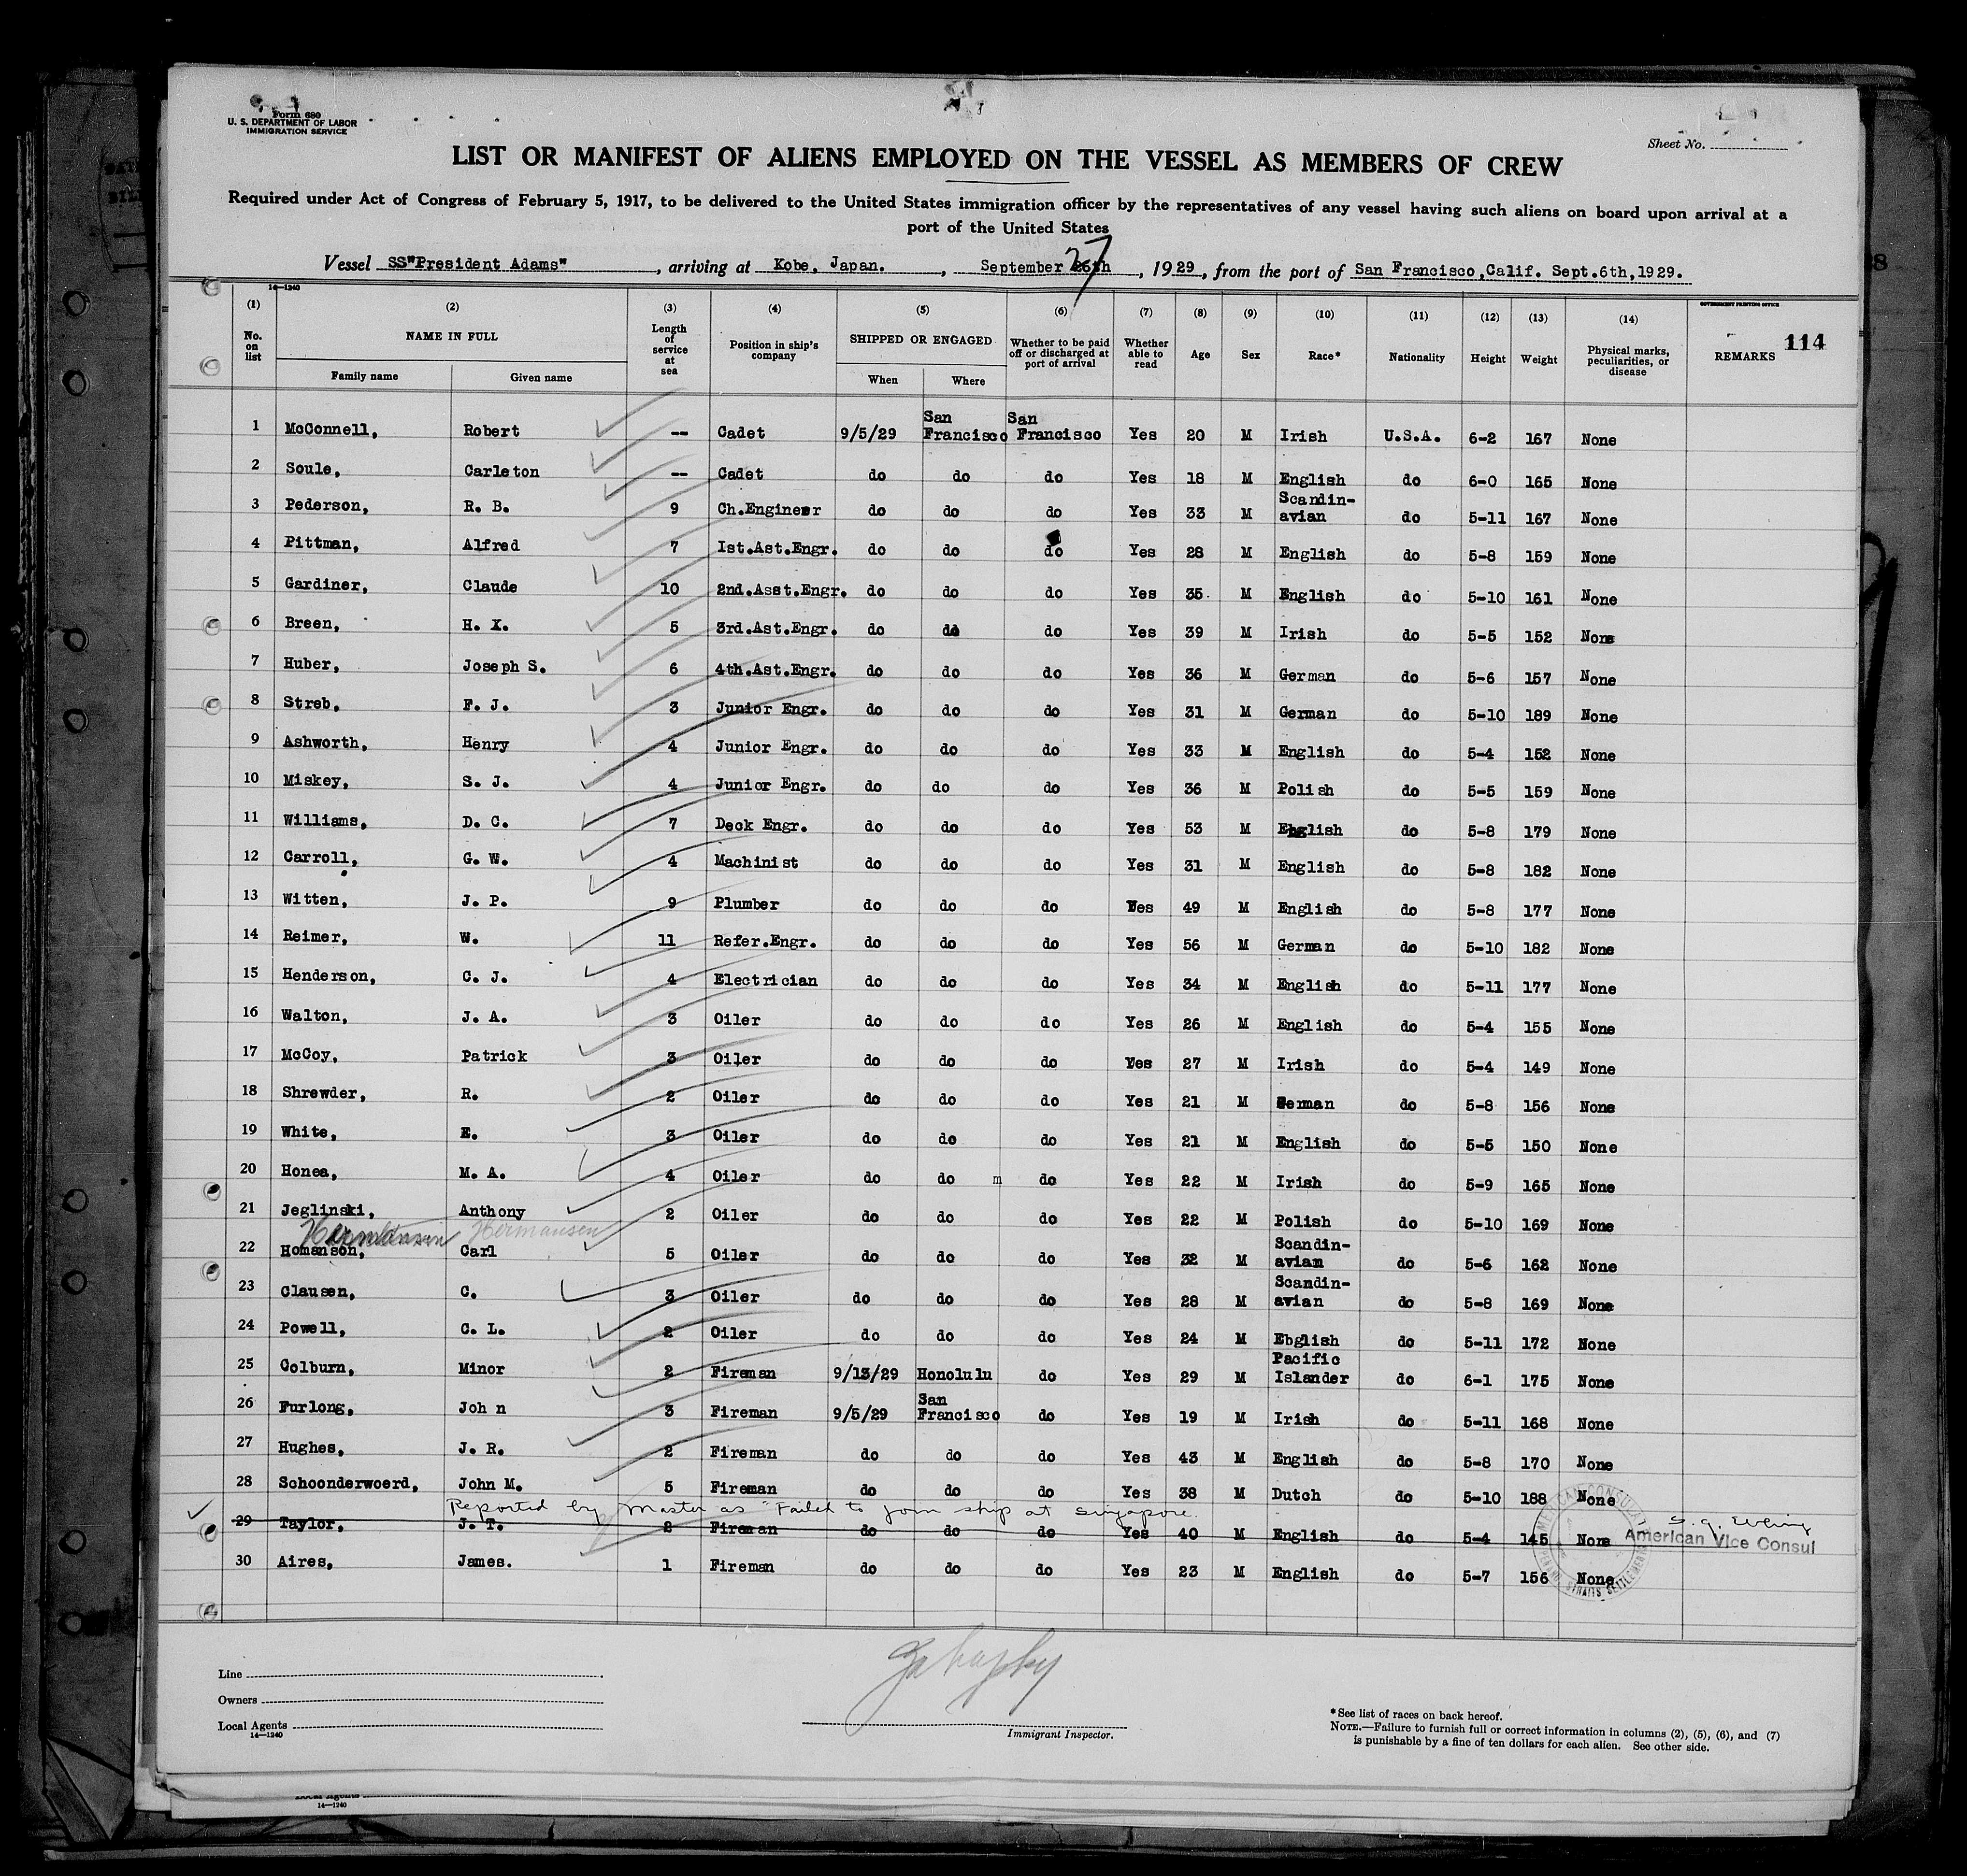 Form 680
U. S. DEPARTMENT OF LABOR
IMMIGRATION SERVICE
Sheet No.
LIST OR MANIFEST OF ALIENS EMPLOYED ON THE VESSEL AS MEMBERS OF CREW
Required under Act of Congress of February 5, 1917, to be delivered to the United States immigration officer by the representatives of any vessel having such aliens on board upon arrival at a
port of the United States
Vessel SS"President Adams", arriving at Kobe, Japan., September 26th 27, 1929, from the port of San Francisco, Calif. Sept. 6th, 1929.
14—1240
GOVERNMENT PRINTING OFFICE
(1) (2) (3) (4) (5) (6) (7) (8) (9) (10) (11) (12) (13) (14)
No. on list NAME IN FULL Family name Given name Length of service at sea Position in ship's company SHIPPED OR ENGAGED When Where Whether to be paid off or discharged at port of arrival Whether able to read Age Sex Race* Nationality Height Weight Physical marks, peculiarities, or disease REMARKS 114
1 McConnell, Robert -- Cadet 9/5/29 San Francisco San Francisco Yes 20 M Irish U.S.A. 6-2 167 None
2 Soule, Carleton -- Cadet do do do Yes 18 M English do 6-0 165 None
3 Pederson, R. B. 9 Ch.Engineer do do do Yes 33 M Scandin-avian do 5-11 167 None
4 Pittman, Alfred 7 Ist.Ast.Engr. do do do Yes 28 M English do 5-8 159 None
5 Gardiner, Claude 10 2nd.Asst.Engr. do do do Yes 35 M English do 5-10 161 None
6 Breen, H. X. 5 3rd.Ast.Engr. do do do Yes 39 M Irish do 5-5 152 None
7 Huber, Joseph S. 6 4th.Ast.Engr. do do do Yes 36 M German do 5-6 157 None
8 Streb, F. J. 3 Junior Engr. do do do Yes 31 M German do 5-10 189 None
9 Ashworth, Henry 4 Junior Engr. do do do Yes 33 M English do 5-4 152 None
10 Miskey, S. J. 4 Junior Engr. do do do Yes 36 M Polish do 5-5 159 None
11 Williams, D. C. 7 Deck Engr. do do do Yes 53 M English do 5-8 179 None
12 Carroll, G. W. 4 Machinist do do do Yes 31 M English do 5-8 182 None
13 Witten, J. P. 9 Plumber do do do Yes 49 M English do 5-8 177 None
14 Reimer, W. 11 Refer.Engr. do do do Yes 56 M German do 5-10 182 None
15 Henderson, C. J. 4 Electrician do do do Yes 34 M English do 5-11 177 None
16 Walton, J. A. 3 Oiler do do do Yes 26 M English do 5-4 155 None
17 McCoy, Patrick 3 Oiler do do do Yes 27 M Irish do 5-4 149 None
18 Shrewder, R. 2 Oiler do do do Yes 21 M German do 5-8 156 None
19 White, E. 3 Oiler do do do Yes 21 M English do 5-5 150 None
20 Honea, M. A. 4 Oiler do do m do Yes 22 M Irish do 5-9 165 None
21 Jeglinski, Anthony 2 Oiler do do do Yes 22 M Polish do 5-10 169 None
Hermansen
22 Homanson, Carl 5 Oiler do do do Yes 32 M Scandin-avian do 5-6 162 None
23 Clausen, C. 3 Oiler do do do Yes 28 M Scandin-avian do 5-8 169 None
24 Powell, C. L. 2 Oiler do do do Yes 24 M Ebglish do 5-11 172 None
25 Colburn, Minor 2 Fireman 9/13/29 Honolulu do Yes 29 M Pacific Islander do 6-1 175 None
26 Furlong, John 3 Fireman 9/5/29 San Francisco do Yes 19 M Irish do 5-11 168 None
27 Hughes, J. R. 2 Fireman do do do Yes 43 M English do 5-8 170 None
28 Schoonderwoerd, John M. 5 Fireman do do do Yes 38 M Dutch do 5-10 188 None
Reported by Master as "Failed to join ship at Singapore.
29 Taylor, J. T. 2 Fireman do do do Yes 40 M English do 5-4 145 None American Vice Consul
30 Aires, James. 1 Fireman do do do Yes 23 M English do 5-7 156 None
Line
Owners
Local Agents
14—1240
Immigrant Inspector.
*See list of races on back hereof.
NOTE.—Failure to furnish full or correct information in columns (2), (5), (6), and (7)
is punishable by a fine of ten dollars for each alien. See other side.
Local Agents
14—1240